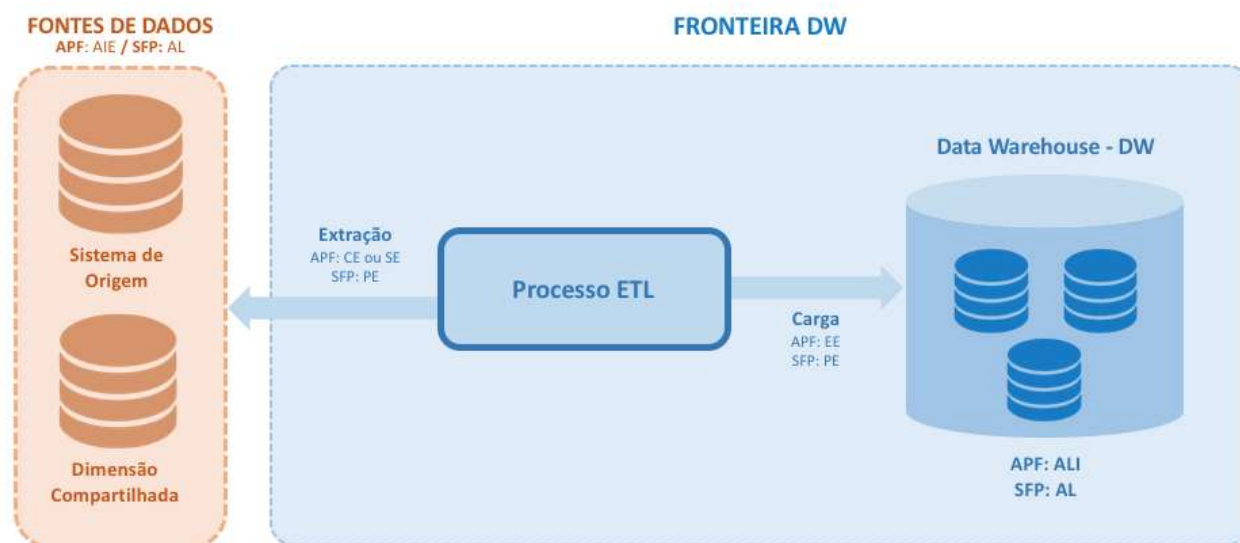 FONTES DE DADOS
APF: AIE / SFP: AL
Sistema de
Origem
Dimensão
Compartilhada
FRONTEIRA DW
Extração
APF: CE ou SE
SFP: PE
Processo ETL
Carga
APF: EE
SFP: PE
Data Warehouse - DW
APF: ALI
SFP: AL